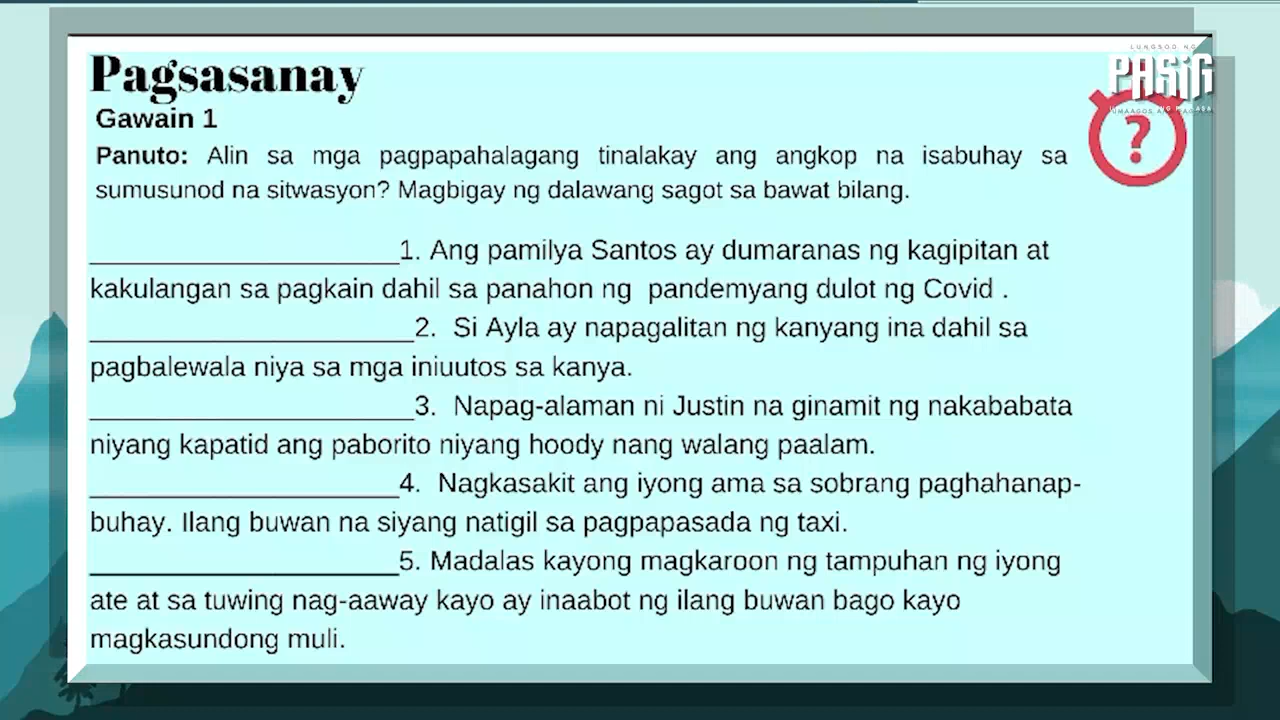 LUNGSOD NG
PASIG
Pagsasanay
Gawain 1
Panuto: Alin sa mga pagpapahalagang tinalakay ang angkop na isabuhay sa
sumusunod na sitwasyon? Magbigay ng dalawang sagot sa bawat bilang.
?
____________________1. Ang pamilya Santos ay dumaranas ng kagipitan at
kakulangan sa pagkain dahil sa panahon ng pandemyang dulot ng Covid .
_____________________2. Si Ayla ay napagalitan ng kanyang ina dahil sa
pagbalewala niya sa mga iniuutos sa kanya.
_____________________3. Napag-alaman ni Justin na ginamit ng nakababata
niyang kapatid ang paborito niyang hoody nang walang paalam.
____________________4. Nagkasakit ang iyong ama sa sobrang paghahanap-
buhay. Ilang buwan na siyang natigil sa pagpapasada ng taxi.
____________________5. Madalas kayong magkaroon ng tampuhan ng iyong
ate at sa tuwing nag-aaway kayo ay inaabot ng ilang buwan bago kayo
magkasundong muli.